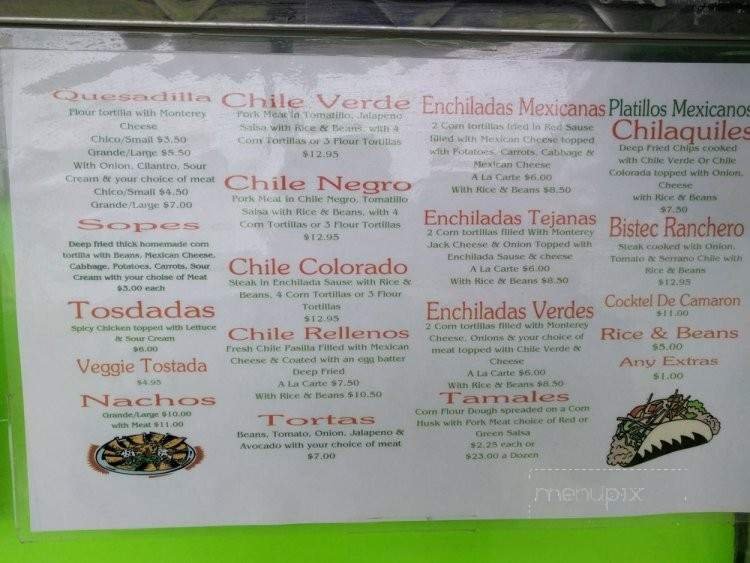 Quesadilla
Flour tortilla with Monterey
Cheese
Chico/Small $3.50
Grande/Large $5.50
With Onion, Cilantro, Sour
Cream & your choice of meat
Chico/Small $4.50
Grande/Large $7.00
Sopes
Deep fried thick homemade corn
tortilla with Beans, Mexican Cheese,
Cabbage, Potatoes, Carrots, Sour
Cream with your choise of Meat
$3.00 each
Tosdadas
Spicy Chicken topped with Lettuce
& Sour Cream
$6.00
Veggie Tostada
$4.95
Nachos
Grande/Large $10.00
with Meat $11.00
Chile Verde
Pork Meat in Tomatillo, Jalapeno
Salsa with Rice & Beans, with 4
Corn Tortillas or 3 Flour Tortillas
$12.95
Chile Negro
Pork Meat in Chile Negro, Tomatillo
Salsa with Rice & Beans, with 4
Corn Tortillas or 3 Flour Tortillas
$12.95
Chile Colorado
Steak in Enchilada Sause with Rice &
Beans, 4 Corn Tortillas or 3 Flour
Tortillas
$12.95
Chile Rellenos
Fresh Chile Pasilla Filled with Mexican
Cheese & Coated with an egg batter
Deep Fried
A La Carte $7.50
With Rice & Beans $10.50
Tortas
Beans, Tomato, Onion, Jalapeno &
Avocado with your choice of meat
$7.00
Enchiladas Mexicanas
2 Corn tortillas fried in Red Sause
filled with Mexican Cheese topped
with Potatoes, Carrots, Cabbage &
Mexican Cheese
A La Carte $6.00
With Rice & Beans $8.50
Enchiladas Tejanas
2 Corn tortillas filled With Monterey
Jack Cheese & Onion Topped with
Enchilada Sause & cheese
A La Carte $6.00
With Rice & Beans $8.50
Enchiladas Verdes
2 Corn tortillas filled with Monterey
Cheese, Onions & your choice of
meat topped with Chile Verde &
Cheese
A La Carte $6.00
With Rice & Beans $8.50
Tamales
Corn Flour Dough spreaded on a Corn
Husk with Pork Meat choice of Red or
Green Salsa
$2.25 each or
$23.00 a Dozen
Platillos Mexicanos
Chilaquiles
Deep Fried Chips cooked
with Chile Verde Or Chile
Colorada topped with Onion,
Cheese
with Rice & Beans
$7.50
Bistec Ranchero
Steak cooked with Onion,
Tomato & Serrano Chile with
Rice & Beans
$12.95
Cocktel De Camaron
$11.00
Rice & Beans
$5.00
Any Extras
$1.00
menupix